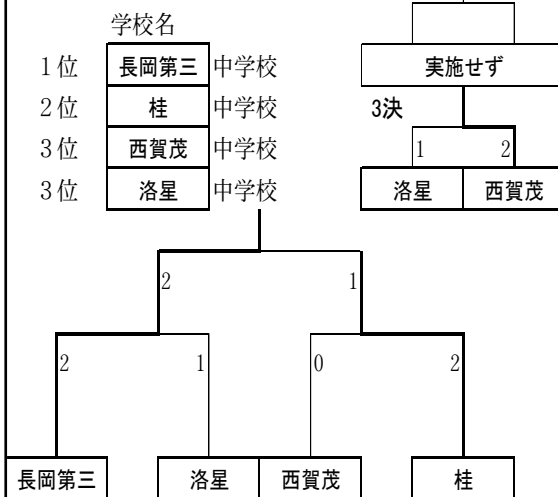 学校名
1位 長岡第三 中学校 実施せず
2位 桂 中学校 3決
3位 西賀茂 中学校 1 2
3位 洛星 中学校 洛星 西賀茂
2 1
2 1 0 2
長岡第三 洛星 西賀茂 桂